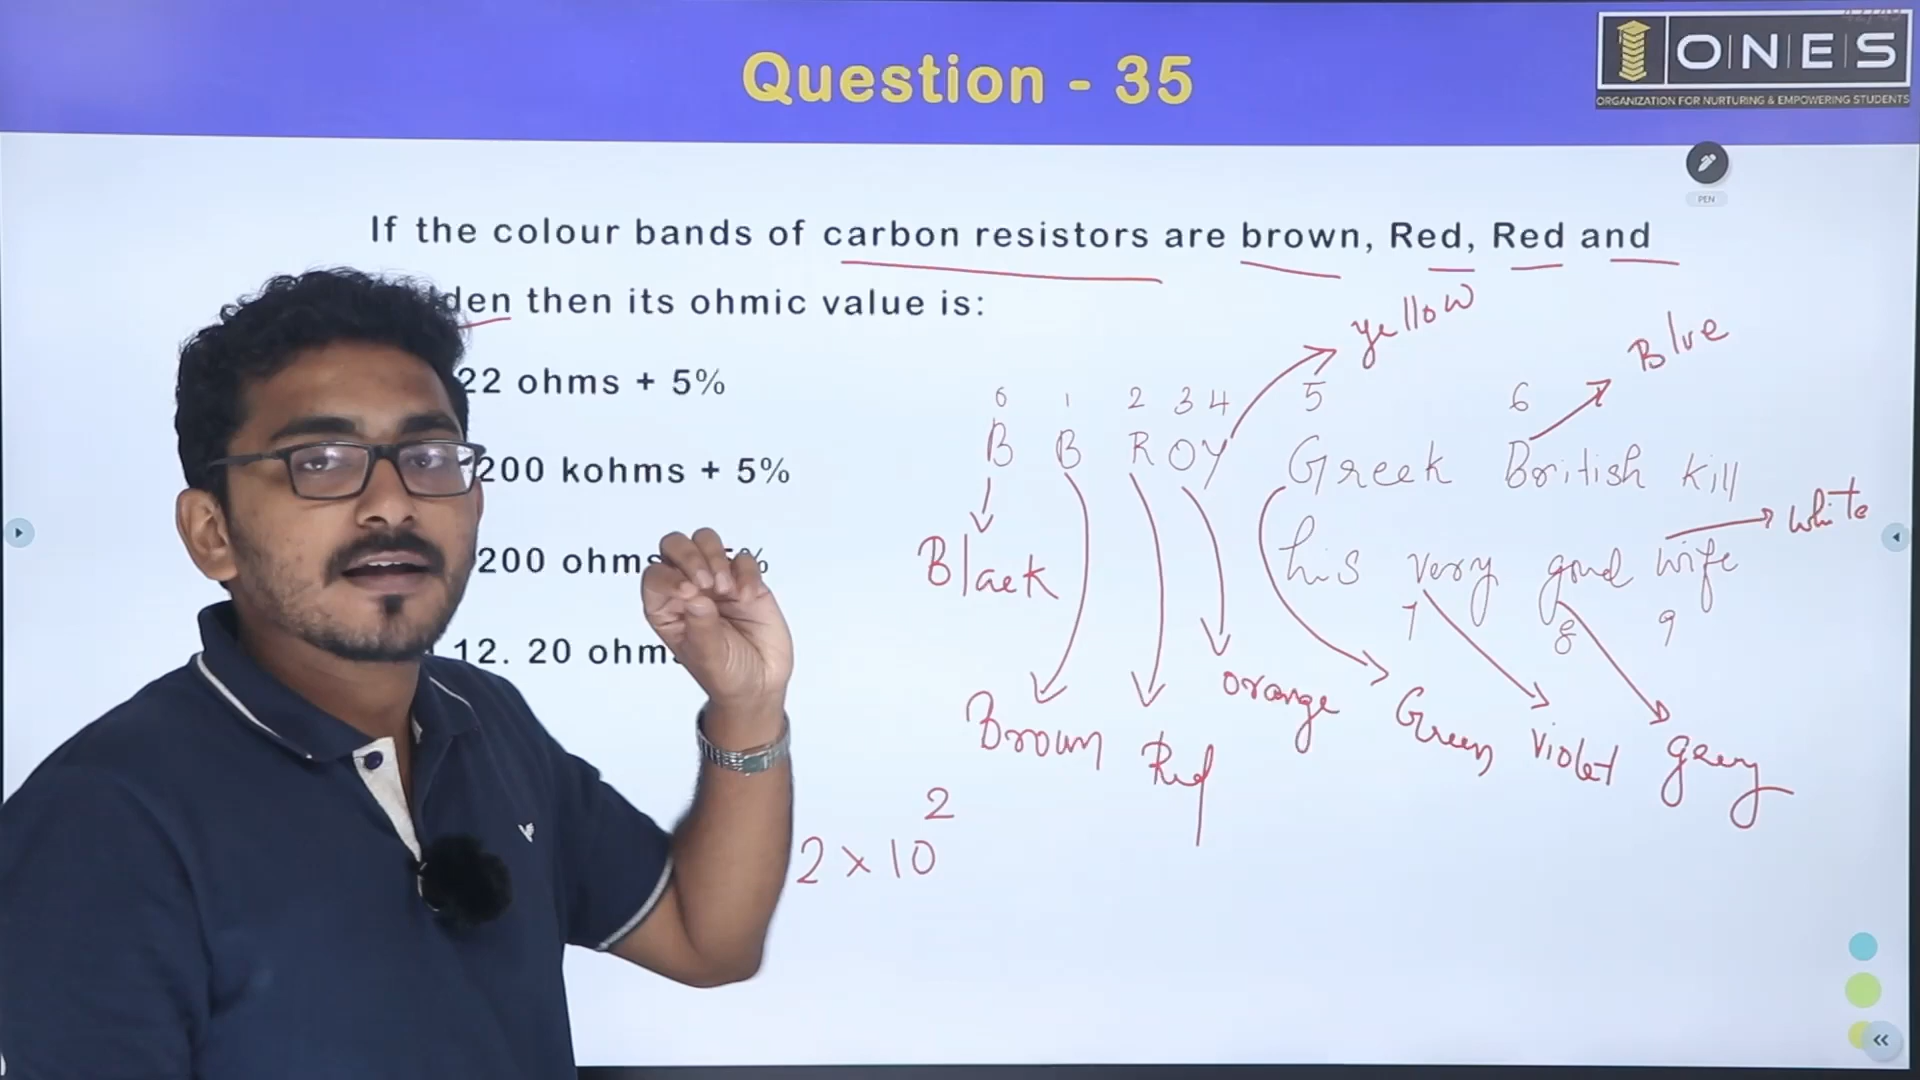 Question - 35
ONES
ORGANIZATION FOR NURTURING & EMPOWERING STUDENTS
PEN
If the colour bands of carbon resistors are brown, Red, Red and
den then its ohmic value is:
22 ohms + 5%
200 kohms + 5%
200 ohms 5%
12. 20 ohm
yellow
Blue
0 1 2 3 4 5 6
B B R O Y Greek British kill
white
his very good wife
7 8 9
Black
orange
Brown Red Green violet grey
2
2 × 10